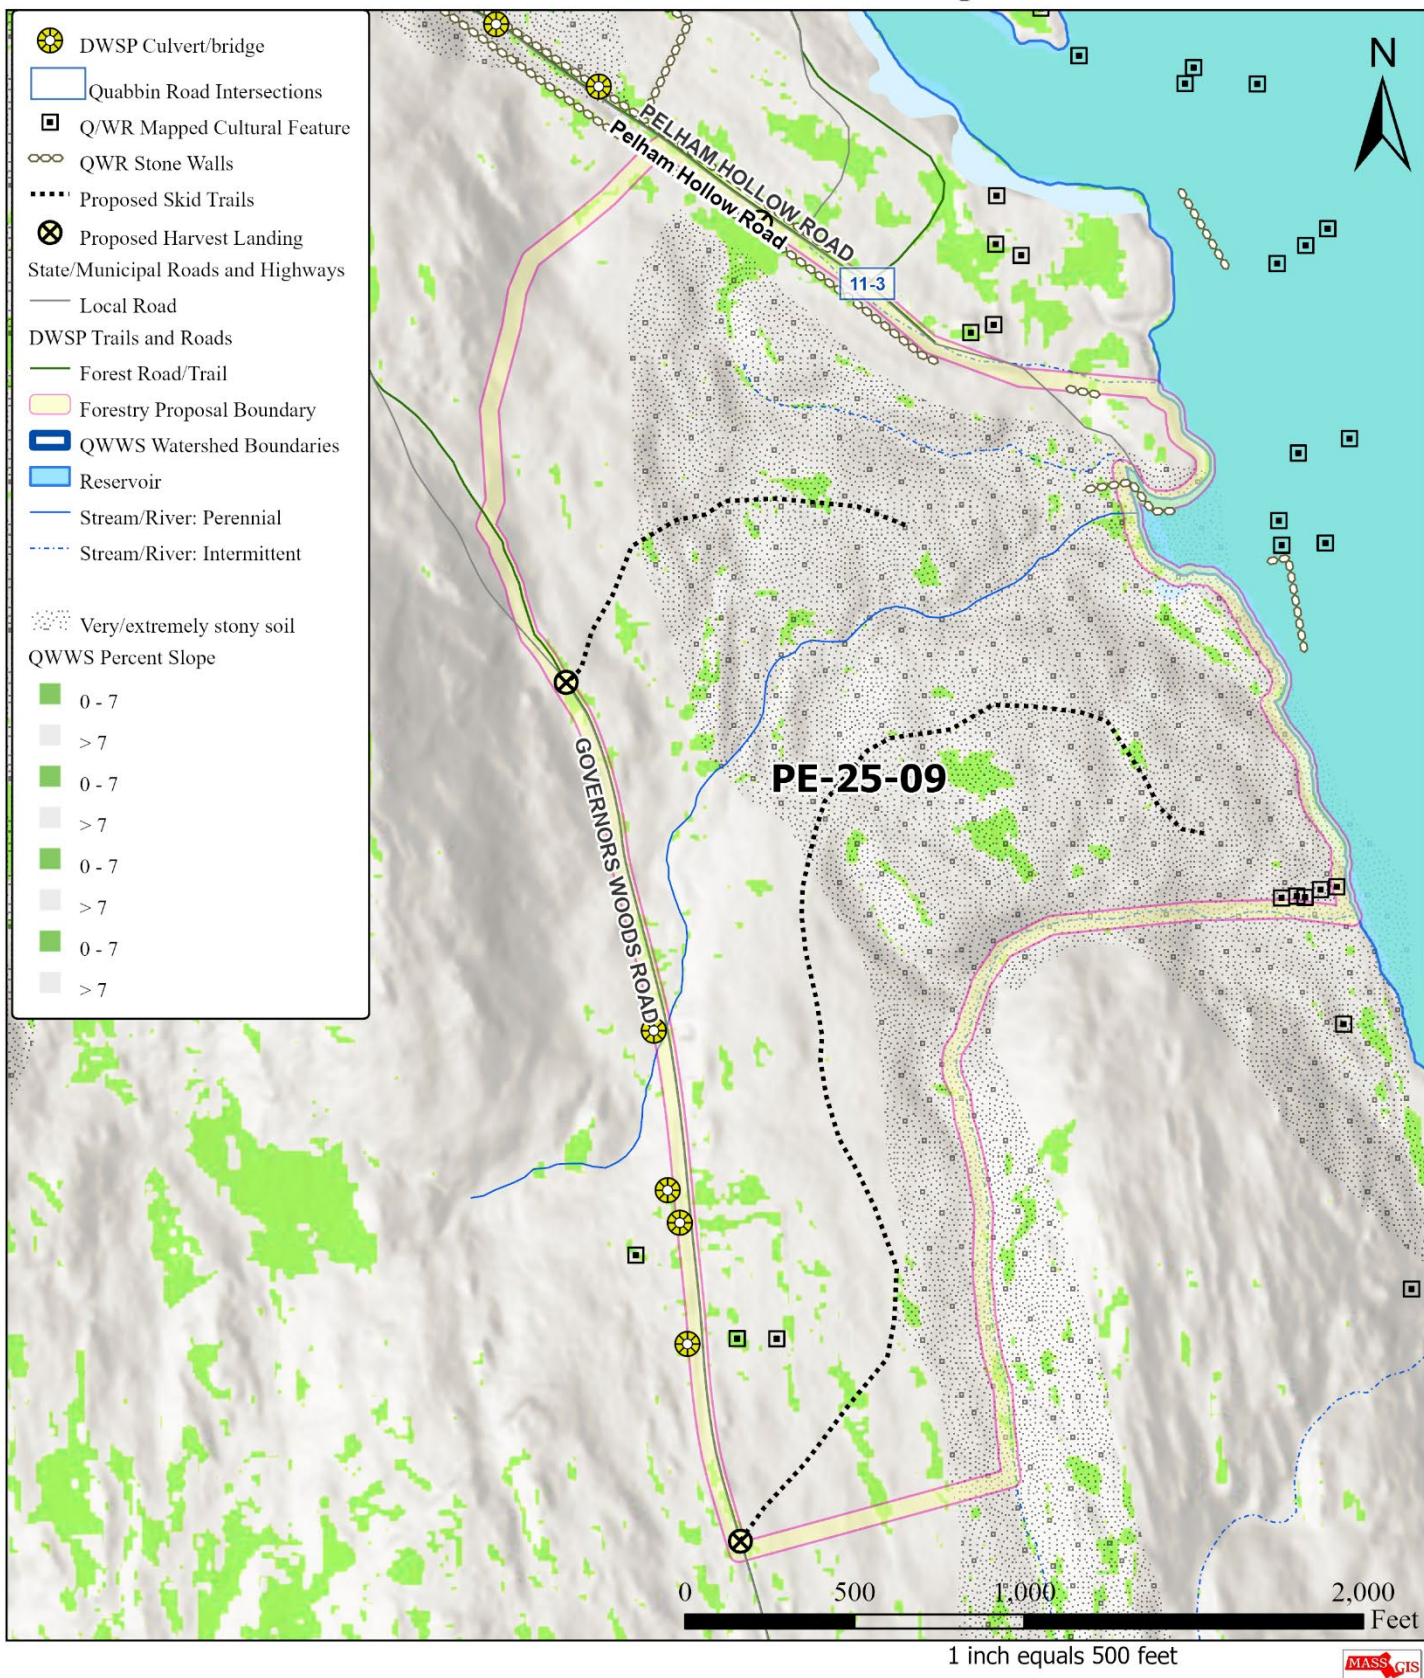 DWSP Culvert/bridge
Quabbin Road Intersections
Q/WR Mapped Cultural Feature
QWR Stone Walls
Proposed Skid Trails
Proposed Harvest Landing
State/Municipal Roads and Highways
Local Road
DWSP Trails and Roads
Forest Road/Trail
Forestry Proposal Boundary
QWWS Watershed Boundaries
Reservoir
Stream/River: Perennial
Stream/River: Intermittent
Very/extremely stony soil
QWWS Percent Slope
0 - 7
> 7
0 - 7
> 7
0 - 7
> 7
0 - 7
> 7
N
PELHAM HOLLOW ROAD
Pelham Hollow Road
11-3
GOVERNORS WOODS ROAD
PE-25-09
0 500 1,000 2,000
Feet
1 inch equals 500 feet
MASSGIS